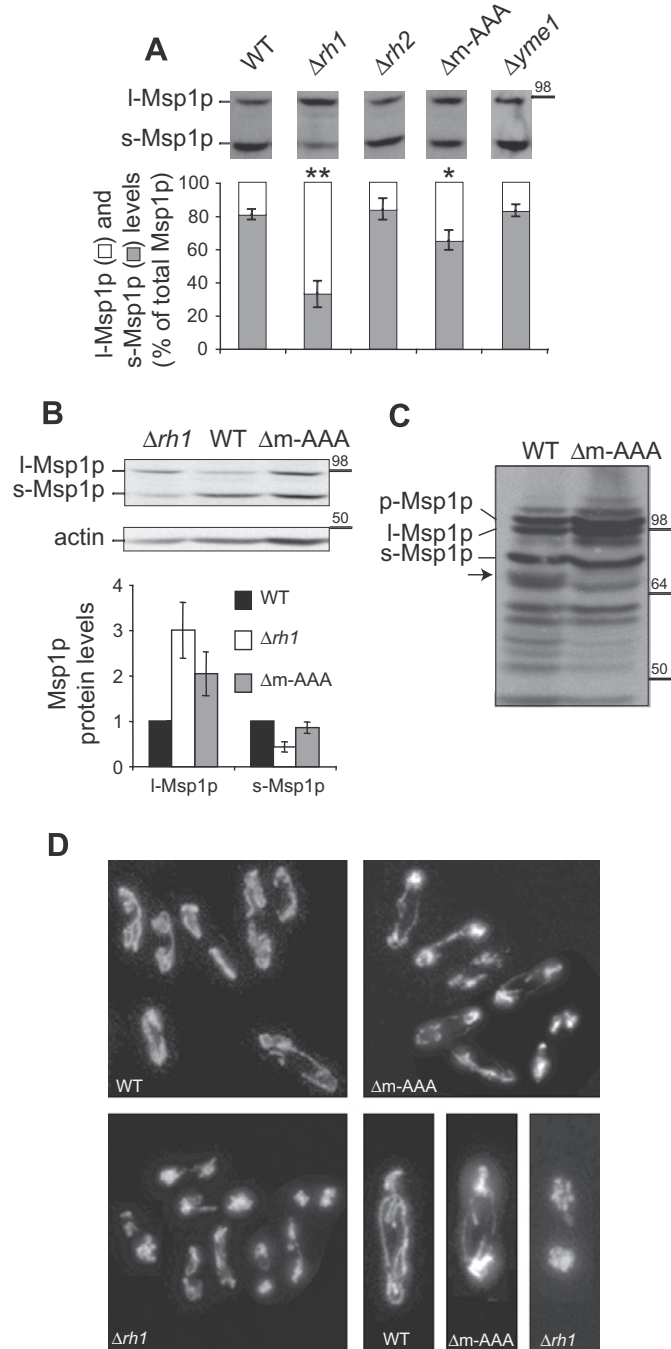 A
WT Δrh1 Δrh2 Δm-AAA Δyme1
l-Msp1p
98
s-Msp1p
** *
l-Msp1p (□) and
s-Msp1p (■) levels
(% of total Msp1p)
100
80
60
40
20
0
B
Δrh1 WT Δm-AAA
l-Msp1p
98
s-Msp1p
50
actin
Msp1p
protein levels
4
3
2
1
0
WT
Δrh1
Δm-AAA
l-Msp1p s-Msp1p
C
WT Δm-AAA
p-Msp1p
l-Msp1p
s-Msp1p
98
64
50
D
WT
Δm-AAA
Δrh1
WT
Δm-AAA
Δrh1